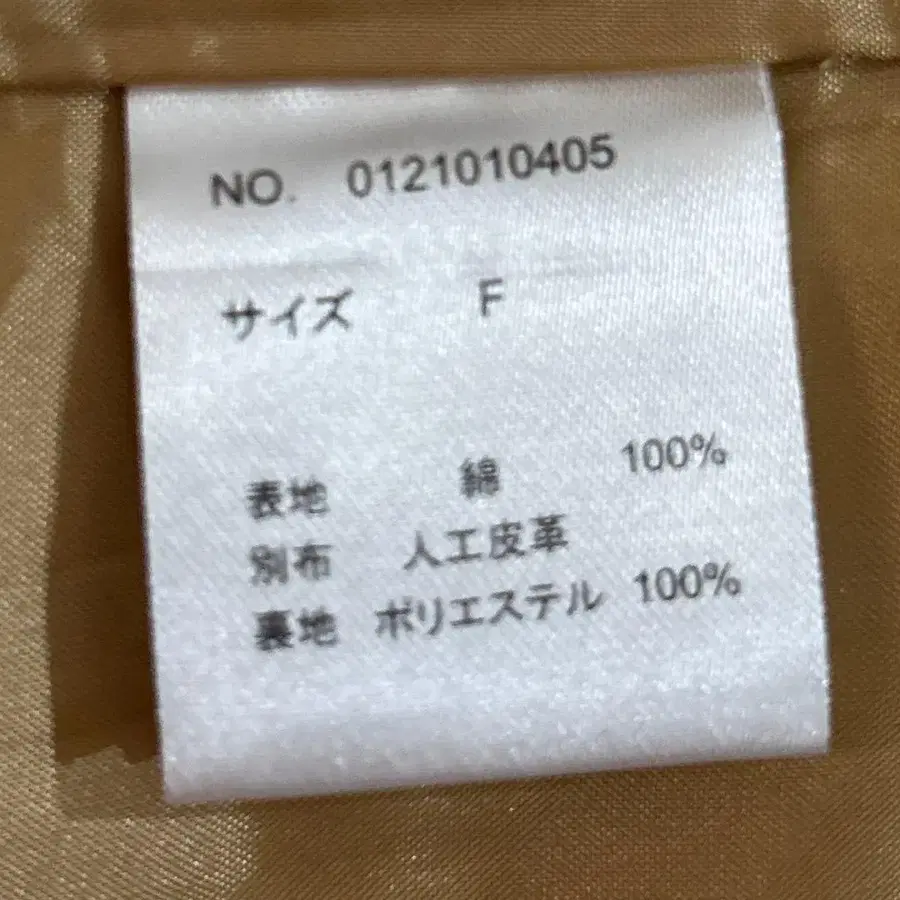 NO. 0121010405
サイズ F
表地 綿 100%
別布 人工皮革
裏地 ポリエステル 100%